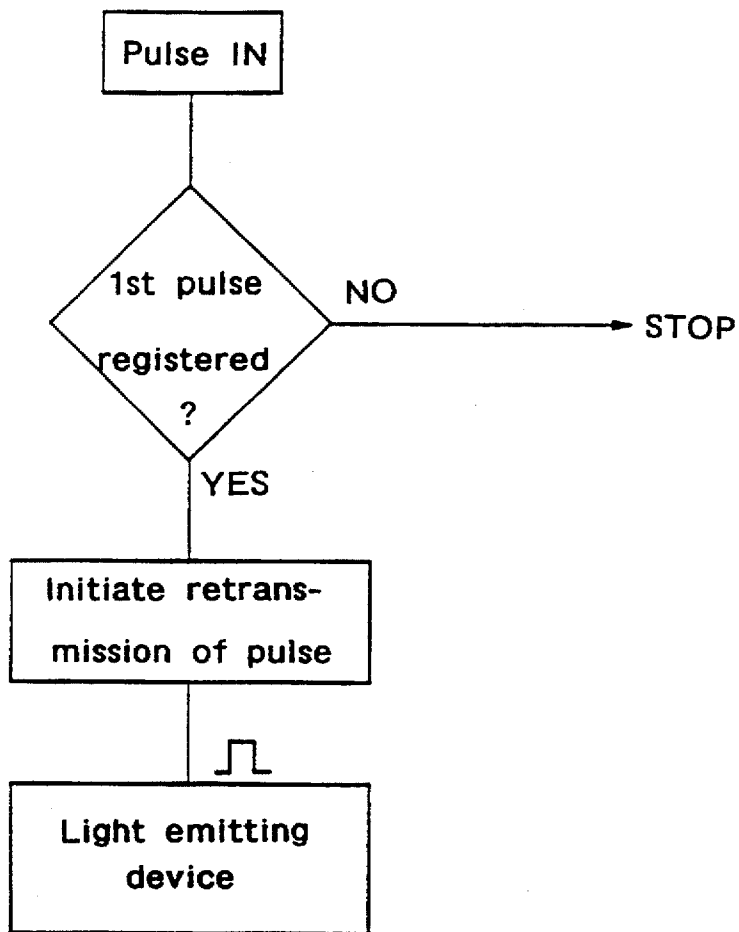 Pulse IN
1st pulse
registered
?
NO
STOP
YES
Initiate retrans-
mission of pulse
Light emitting
device